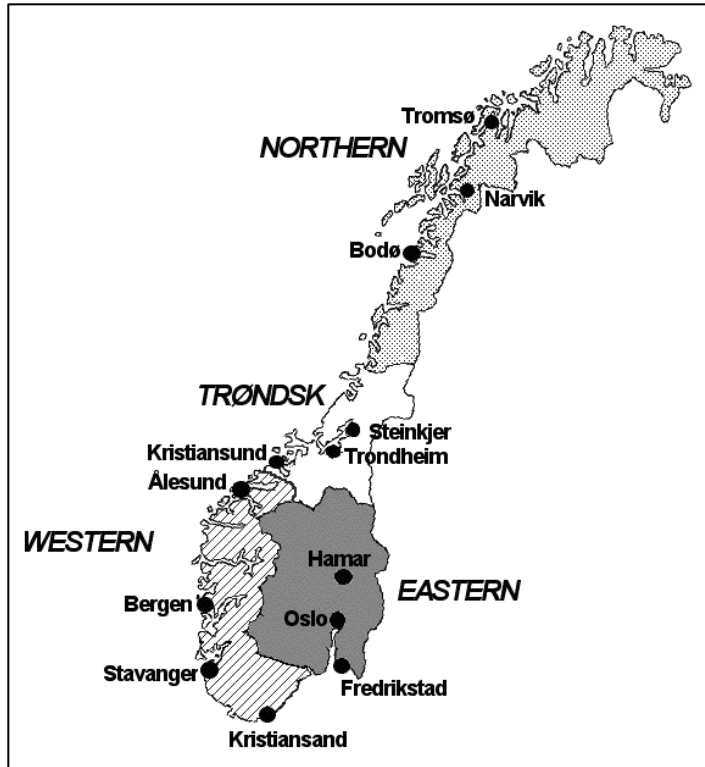 Tromsø
NORTHERN
Narvik
Bodø
TRØNDSK
Steinkjer
Kristiansund
Trondheim
Ålesund
WESTERN
Hamar
EASTERN
Bergen
Oslo
Stavanger
Fredrikstad
Kristiansand